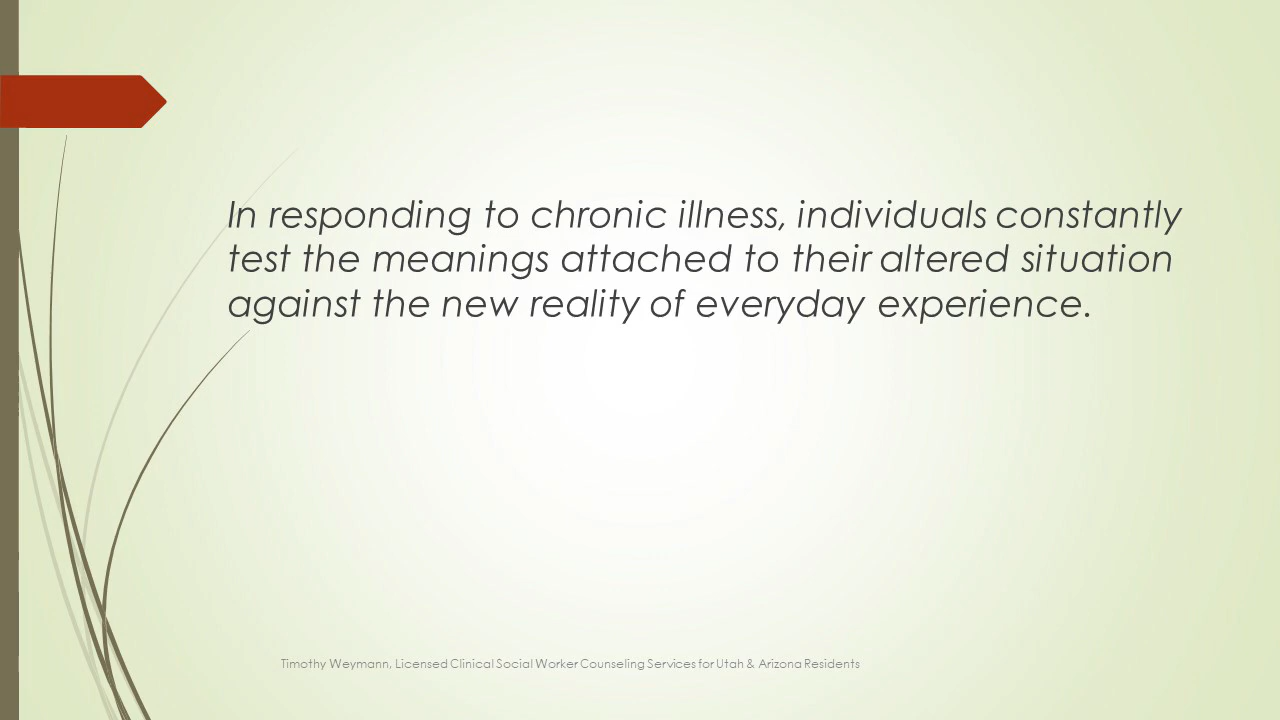 In responding to chronic illness, individuals constantly
test the meanings attached to their altered situation
against the new reality of everyday experience.
Timothy Weymann, Licensed Clinical Social Worker Counseling Services for Utah & Arizona Residents